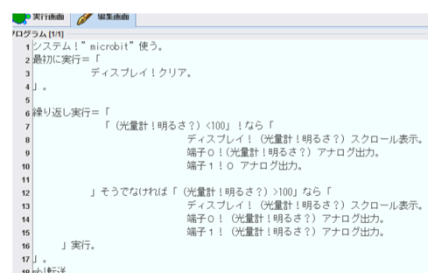 実行画面 編集画面
プログラム [1/1]
1 システム！”microbit”使う。
2 最初に実行＝「
3 ディスプレイ！クリア。
4 」。
5
6 繰り返し実行＝「
7 「（光量計！明るさ？）<100」！なら「
8 ディスプレイ！（光量計！明るさ？）スクロール表示。
9 端子０！（光量計！明るさ？）アナログ出力。
10 端子１！０ アナログ出力。
11
12 」そうでなければ「（光量計！明るさ？）>100」なら「
13 ディスプレイ！（光量計！明るさ？）スクロール表示。
14 端子０！（光量計！明るさ？）アナログ出力。
15 端子１！（光量計！明るさ？）アナログ出力。
16 」実行。
17 」。
18 転送